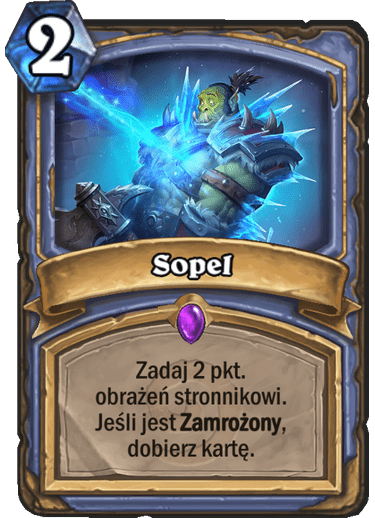 2
Sopel
Zadaj 2 pkt.
obrażeń stronnikowi.
Jeśli jest Zamrożony,
dobierz kartę.